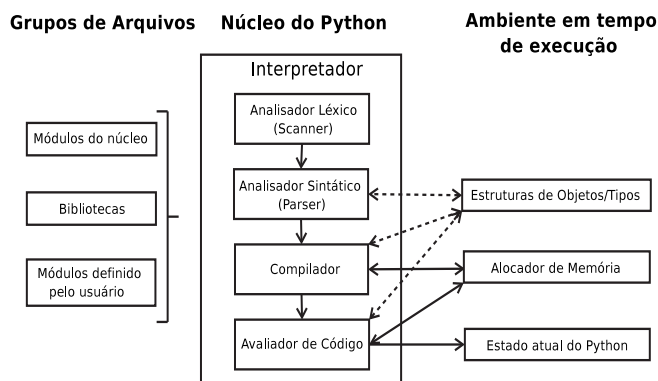 Grupos de Arquivos
Núcleo do Python
Ambiente em tempo
de execução
Interpretador
Módulos do núcleo
Bibliotecas
Módulos definido
pelo usuário
Analisador Léxico
(Scanner)
Analisador Sintático
(Parser)
Compilador
Avaliador de Código
Estruturas de Objetos/Tipos
Alocador de Memória
Estado atual do Python